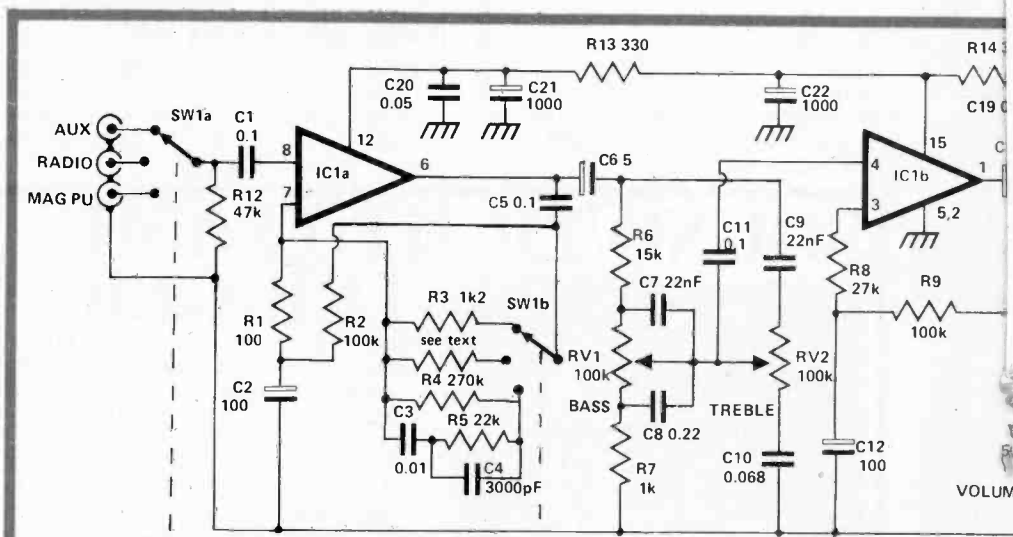 R13 330
R14
C20
0.05
C21
1000
C22
1000
C19
SW1a
C1
0.1
AUX
RADIO
MAG PU
R12
47k
8
7
12
IC1a
6
C6 5
C5 0.1
C11
0.1
C9
22nF
4
3
15
IC1b
1
5,2
R6
15k
C7 22nF
R8
27k
R9
100k
R1
100
R2
100k
R3 1k2
SW1b
see text
R4 270k
R5 22k
C3
0.01
C4
3000pF
C2
100
RV1
100k
BASS
C8 0.22
R7
1k
TREBLE
RV2
100k
C10
0.068
C12
100
VOLUM